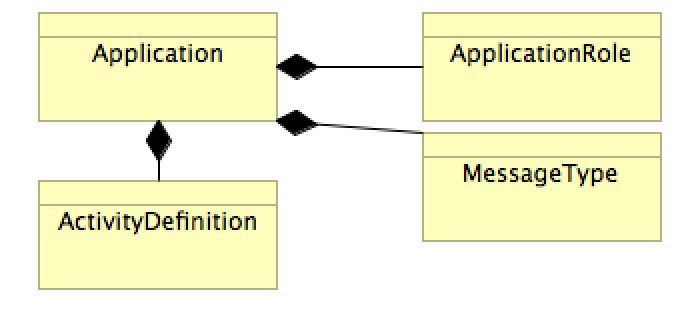 Application
ApplicationRole
MessageType
ActivityDefinition